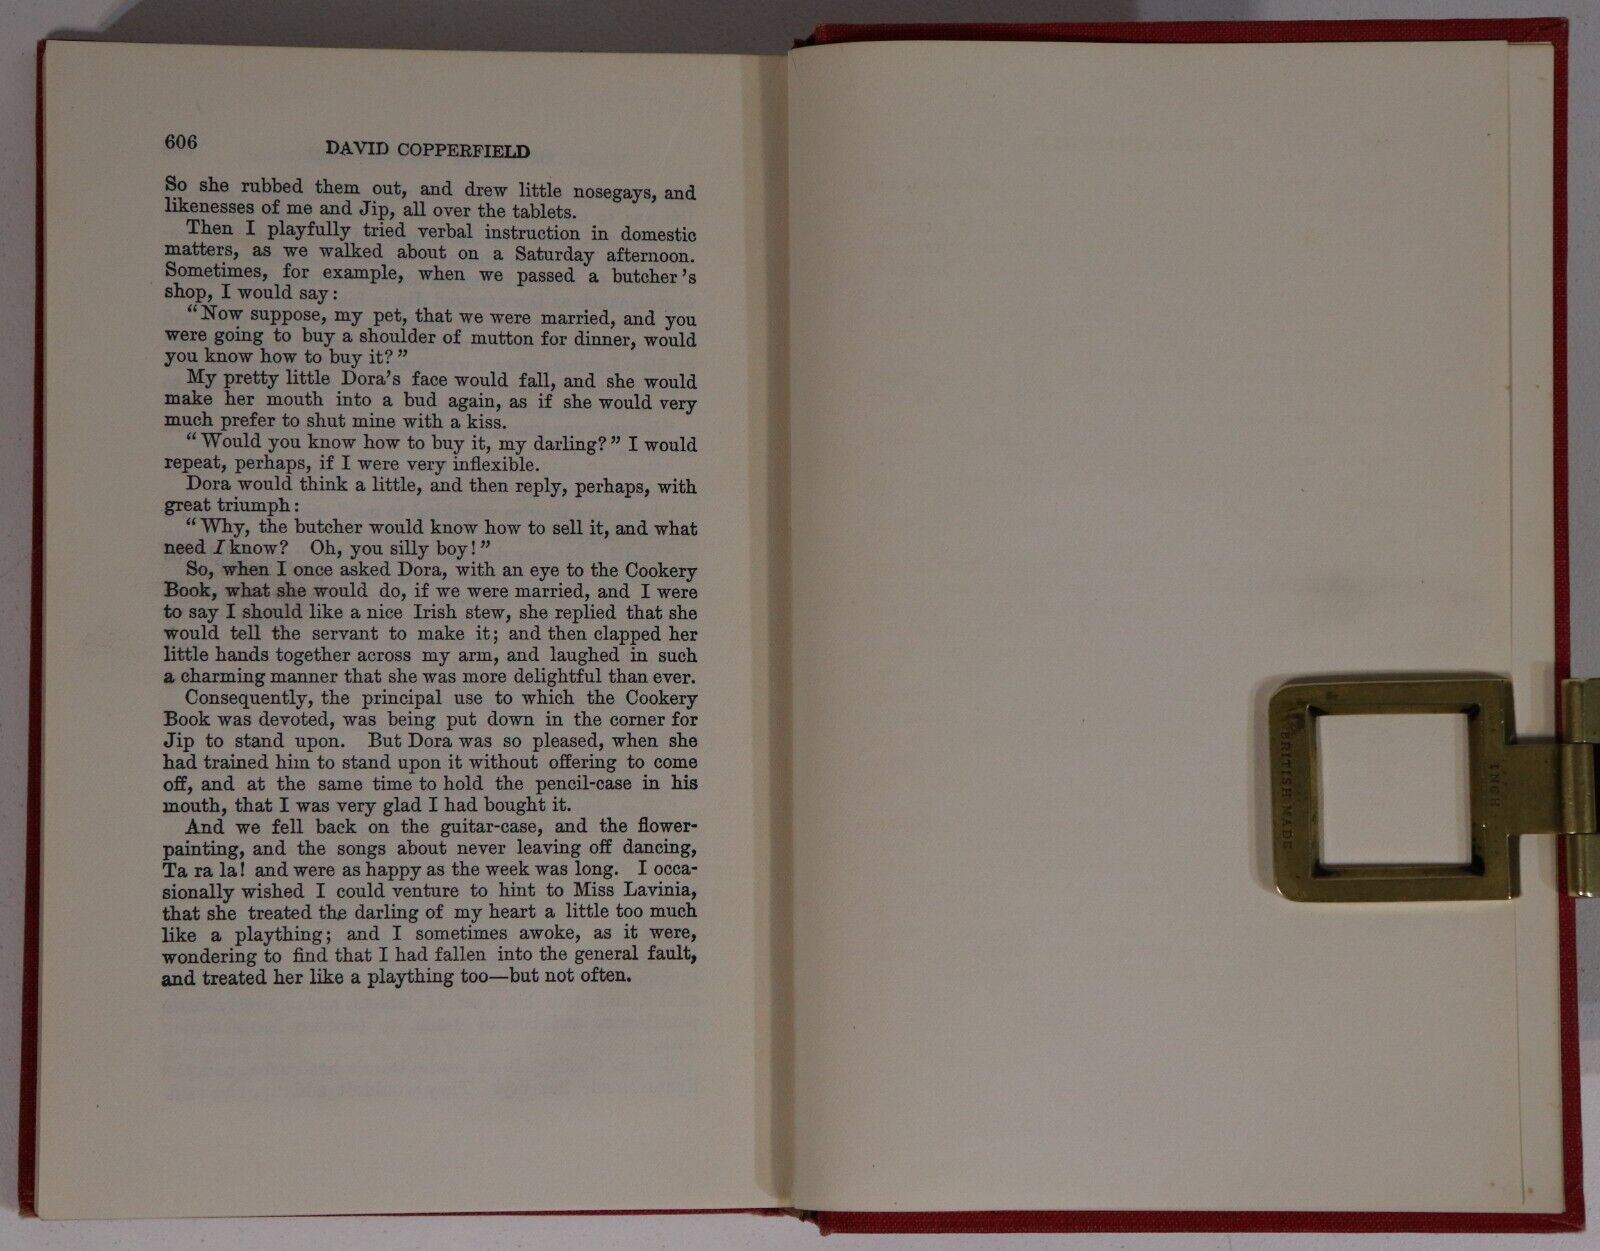 606
DAVID COPPERFIELD
So she rubbed them out, and drew little nosegays, and
likenesses of me and Jip, all over the tablets.
Then I playfully tried verbal instruction in domestic
matters, as we walked about on a Saturday afternoon.
Sometimes, for example, when we passed a butcher's
shop, I would say:
"Now suppose, my pet, that we were married, and you
were going to buy a shoulder of mutton for dinner, would
you know how to buy it?"
My pretty little Dora's face would fall, and she would
make her mouth into a bud again, as if she would very
much prefer to shut mine with a kiss.
"Would you know how to buy it, my darling?" I would
repeat, perhaps, if I were very inflexible.
Dora would think a little, and then reply, perhaps, with
great triumph:
"Why, the butcher would know how to sell it, and what
need I know? Oh, you silly boy!"
So, when I once asked Dora, with an eye to the Cookery
Book, what she would do, if we were married, and I were
to say I should like a nice Irish stew, she replied that she
would tell the servant to make it; and then clapped her
little hands together across my arm, and laughed in such
a charming manner that she was more delightful than ever.
Consequently, the principal use to which the Cookery
Book was devoted, was being put down in the corner for
Jip to stand upon. But Dora was so pleased, when she
had trained him to stand upon it without offering to come
off, and at the same time to hold the pencil-case in his
mouth, that I was very glad I had bought it.
And we fell back on the guitar-case, and the flower-
painting, and the songs about never leaving off dancing,
Ta ra la! and were as happy as the week was long. I occa-
sionally wished I could venture to hint to Miss Lavinia,
that she treated the darling of my heart a little too much
like a plaything; and I sometimes awoke, as it were,
wondering to find that I had fallen into the general fault,
and treated her like a plaything too—but not often.
BRITISH MADE
INCH